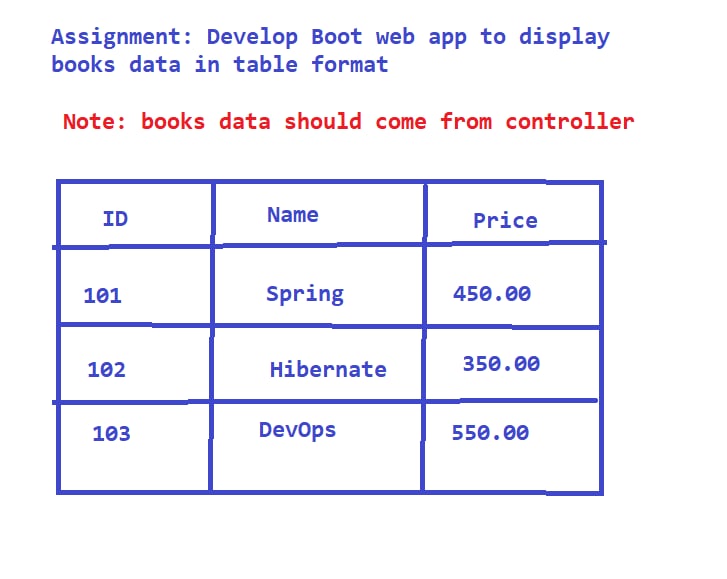 Assignment: Develop Boot web app to display
books data in table format
Note: books data should come from controller
ID Name Price
101 Spring 450.00
102 Hibernate 350.00
103 DevOps 550.00